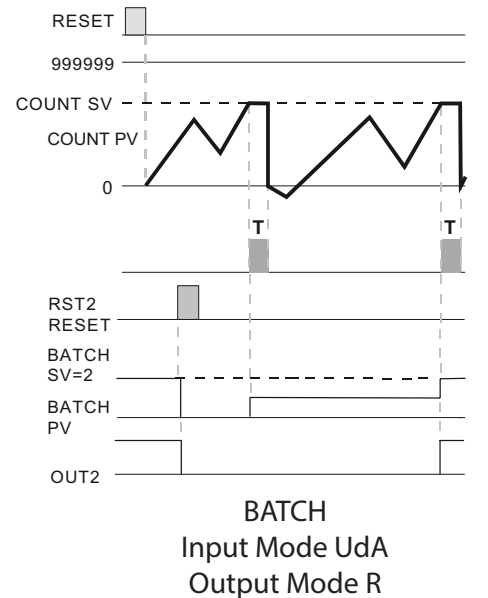 RESET
999999
COUNT SV
COUNT PV
0
T T
RST2
RESET
BATCH
SV=2
BATCH
PV
OUT2
BATCH
Input Mode UdA
Output Mode R